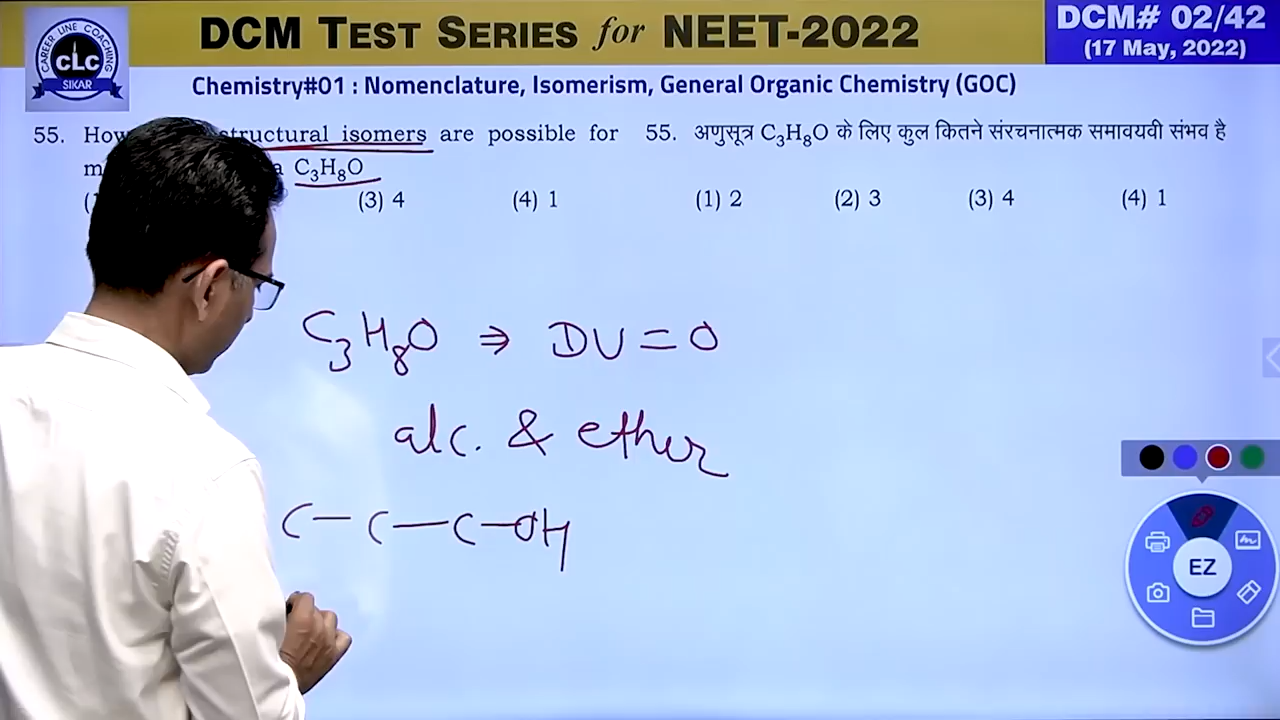 DCM TEST SERIES for NEET-2022
DCM# 02/42
(17 May, 2022)
CAREER LINE COACHING
CLC
SIKAR
Chemistry#01 : Nomenclature, Isomerism, General Organic Chemistry (GOC)
55. structural isomers are possible for
C₃H₈O
(3) 4 (4) 1
55. अणुसूत्र C₃H₈O के लिए कुल कितने संरचनात्मक समावयवी संभव है
(1) 2 (2) 3 (3) 4 (4) 1
C₃H₈O ⇒ DU = 0
alc. & ether
C—C—C—OH
EZ